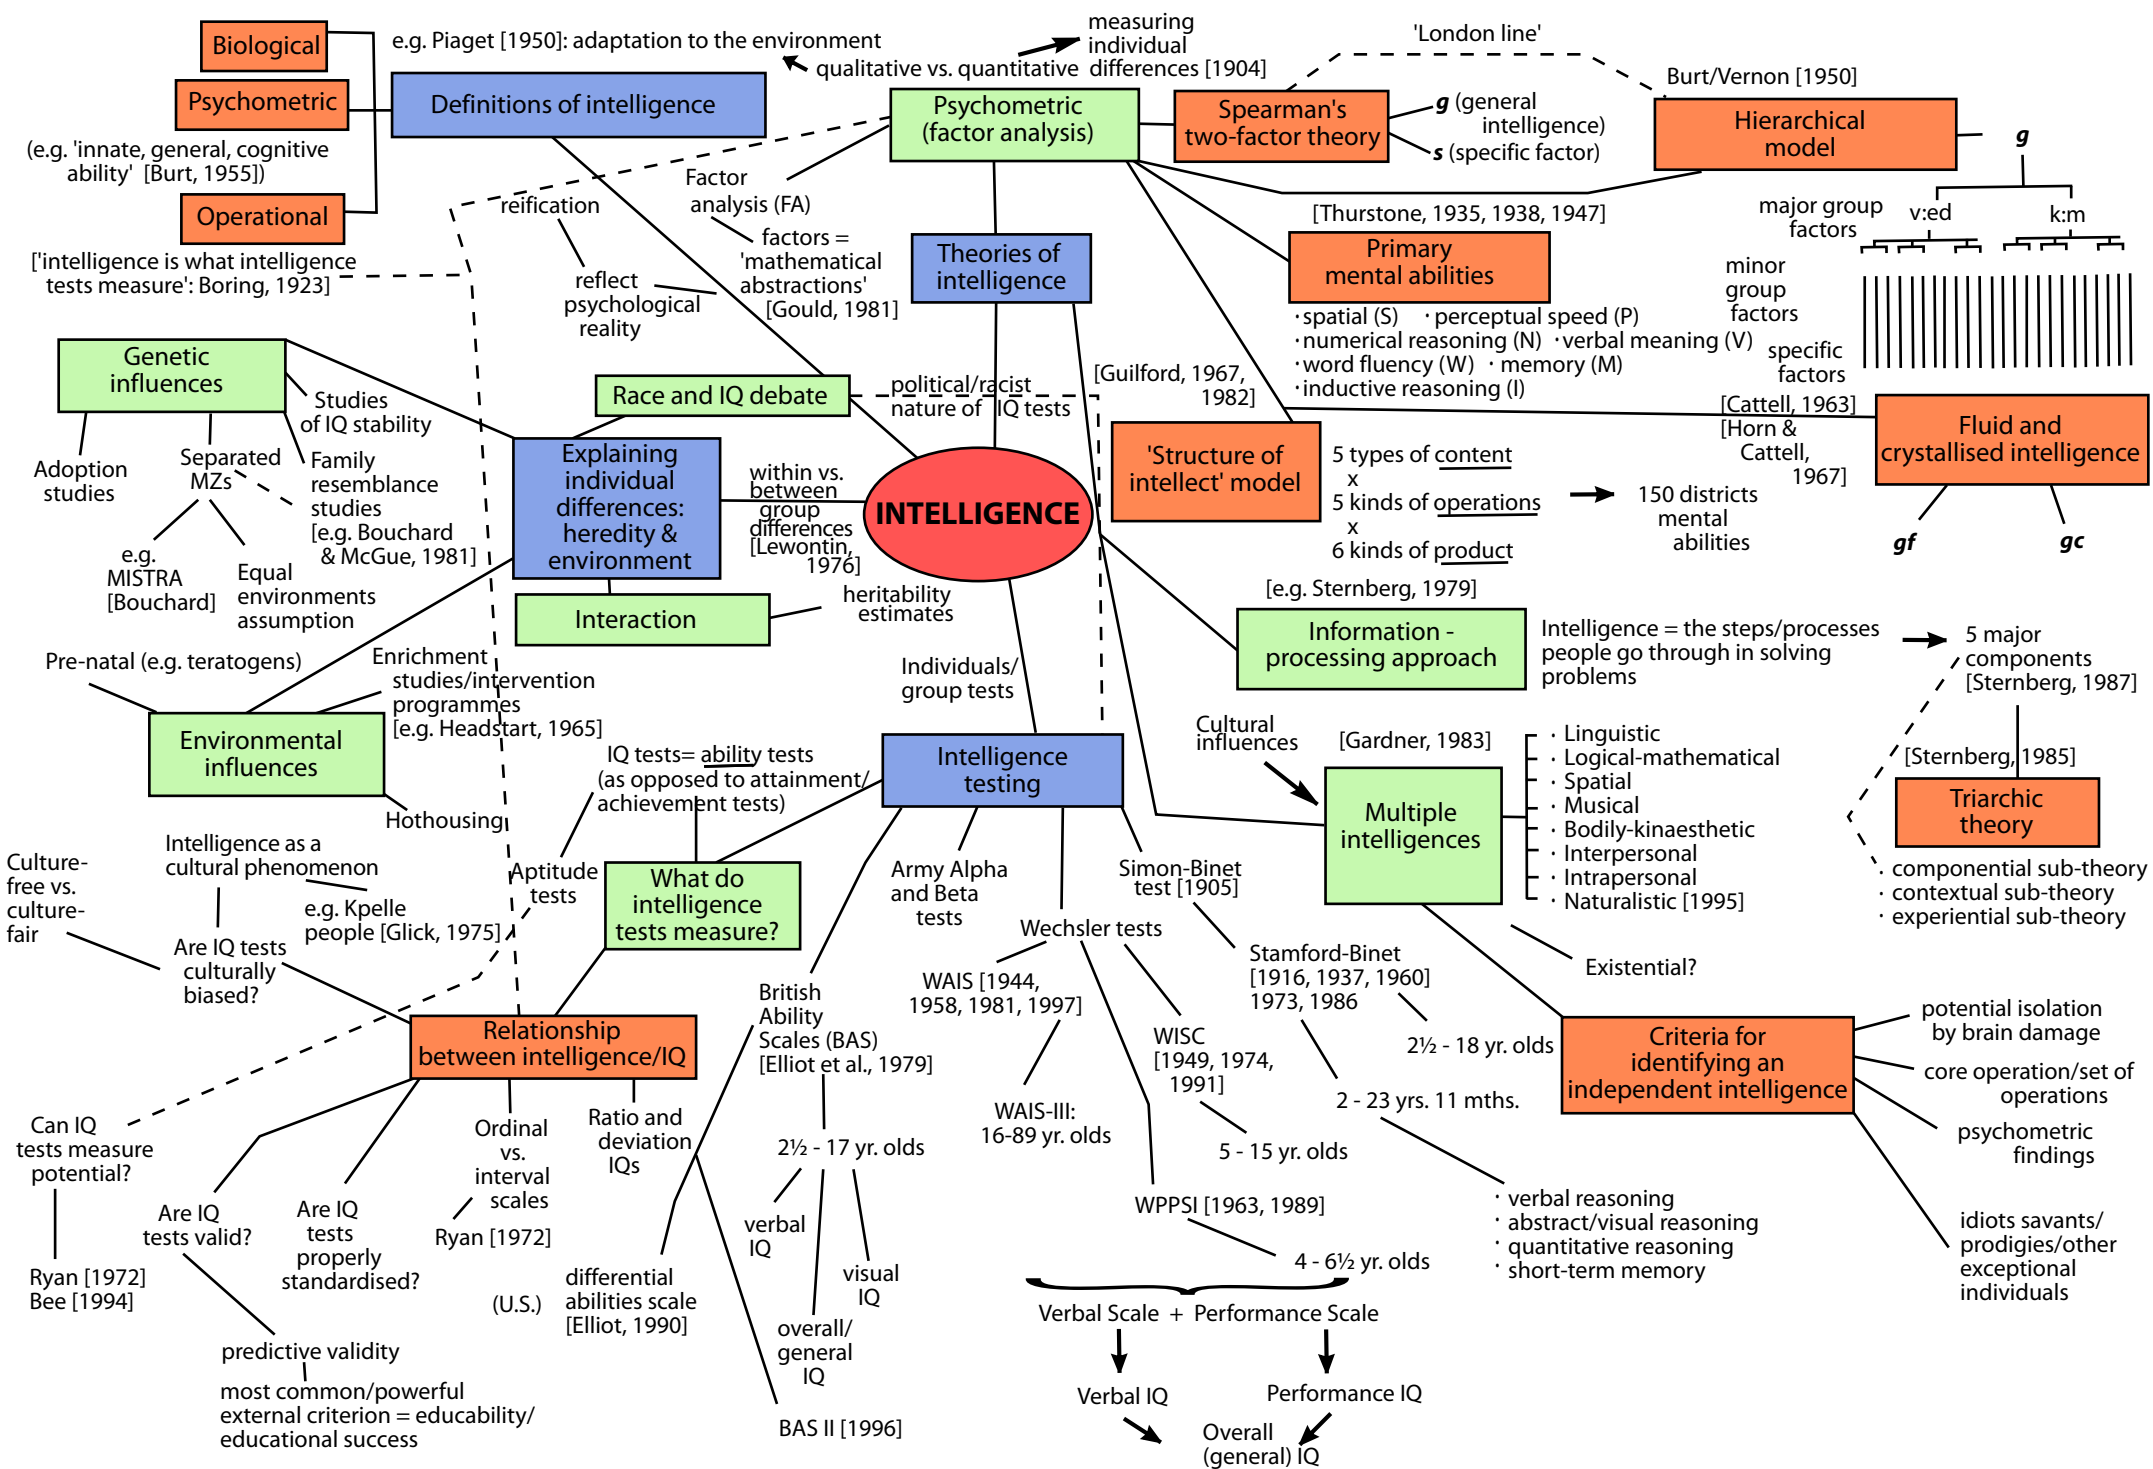 Biological
Psychometric
(e.g. 'innate, general, cognitive
ability' [Burt, 1955])
Operational
['intelligence is what intelligence
tests measure': Boring, 1923]
e.g. Piaget [1950]: adaptation to the environment
Definitions of intelligence
qualitative vs. quantitative
measuring
individual
differences [1904]
Psychometric
(factor analysis)
Spearman's
two-factor theory
g (general
intelligence)
s (specific factor)
'London line'
Burt/Vernon [1950]
Hierarchical
model
g
major group
factors
v:ed
k:m
minor
group
factors
specific
factors
reification
Factor
analysis (FA)
factors =
'mathematical
abstractions'
[Gould, 1981]
reflect
psychological
reality
Theories of
intelligence
[Thurstone, 1935, 1938, 1947]
Primary
mental abilities
· spatial (S) · perceptual speed (P)
· numerical reasoning (N) · verbal meaning (V)
· word fluency (W) · memory (M)
· inductive reasoning (I)
[Guilford, 1967,
1982]
'Structure of
intellect' model
5 types of content
x
5 kinds of operations
x
6 kinds of product
150 districts
mental
abilities
[Cattell, 1963]
[Horn &
Cattell,
1967]
Fluid and
crystallised intelligence
gf
gc
Genetic
influences
Studies
of IQ stability
Adoption
studies
Separated
MZs
Family
resemblance
studies
[e.g. Bouchard
& McGue, 1981]
e.g.
MISTRA
[Bouchard]
Equal
environments
assumption
Race and IQ debate
political/racist
nature of IQ tests
Explaining
individual
differences:
heredity &
environment
within vs.
between
group
differences
[Lewontin,
1976]
INTELLIGENCE
Interaction
heritability
estimates
Pre-natal (e.g. teratogens)
Enrichment
studies/intervention
programmes
[e.g. Headstart, 1965]
Environmental
influences
Hothousing
[e.g. Sternberg, 1979]
Information -
processing approach
Intelligence = the steps/processes
people go through in solving
problems
5 major
components
[Sternberg, 1987]
[Sternberg, 1985]
Triarchic
theory
· componential sub-theory
· contextual sub-theory
· experiential sub-theory
Individuals/
group tests
Intelligence
testing
Cultural
influences
[Gardner, 1983]
Multiple
intelligences
· Linguistic
· Logical-mathematical
· Spatial
· Musical
· Bodily-kinaesthetic
· Interpersonal
· Intrapersonal
· Naturalistic [1995]
Existential?
Criteria for
identifying an
independent intelligence
potential isolation
by brain damage
core operation/set of
operations
psychometric
findings
idiots savants/
prodigies/other
exceptional
individuals
IQ tests= ability tests
(as opposed to attainment/
achievement tests)
Aptitude
tests
What do
intelligence
tests measure?
Intelligence as a
cultural phenomenon
Culture-
free vs.
culture-
fair
e.g. Kpelle
people [Glick, 1975]
Are IQ tests
culturally
biased?
Relationship
between intelligence/IQ
Can IQ
tests measure
potential?
Ryan [1972]
Bee [1994]
Are IQ
tests valid?
Are IQ
tests
properly
standardised?
Ordinal
vs.
interval
scales
Ryan [1972]
Ratio and
deviation
IQs
predictive validity
most common/powerful
external criterion = educability/
educational success
British
Ability
Scales (BAS)
[Elliot et al., 1979]
2½ - 17 yr. olds
verbal
IQ
overall/
general
IQ
visual
IQ
(U.S.)
differential
abilities scale
[Elliot, 1990]
BAS II [1996]
Army Alpha
and Beta
tests
Wechsler tests
WAIS [1944,
1958, 1981, 1997]
WAIS-III:
16-89 yr. olds
WISC
[1949, 1974,
1991]
5 - 15 yr. olds
WPPSI [1963, 1989]
4 - 6½ yr. olds
Verbal Scale + Performance Scale
Verbal IQ
Performance IQ
Overall
(general) IQ
Simon-Binet
test [1905]
Stamford-Binet
[1916, 1937, 1960]
1973, 1986
2½ - 18 yr. olds
2 - 23 yrs. 11 mths.
· verbal reasoning
· abstract/visual reasoning
· quantitative reasoning
· short-term memory